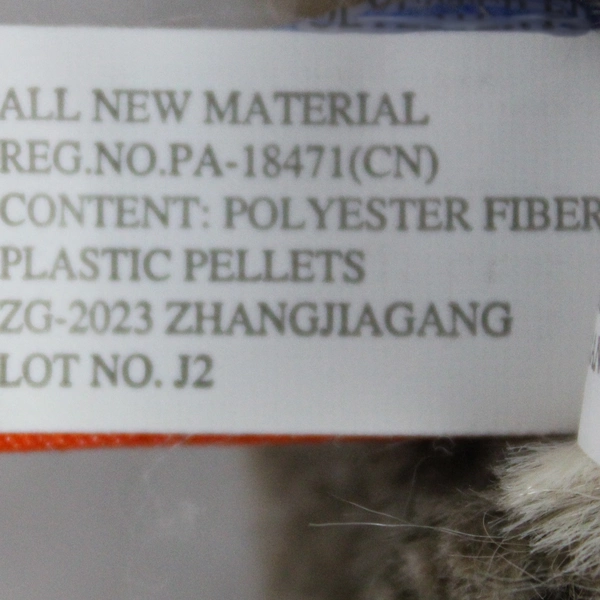 ALL NEW MATERIAL
REG.NO.PA-18471(CN)
CONTENT: POLYESTER FIBER
PLASTIC PELLETS
ZG-2023 ZHANGJIAGANG
LOT NO. J2